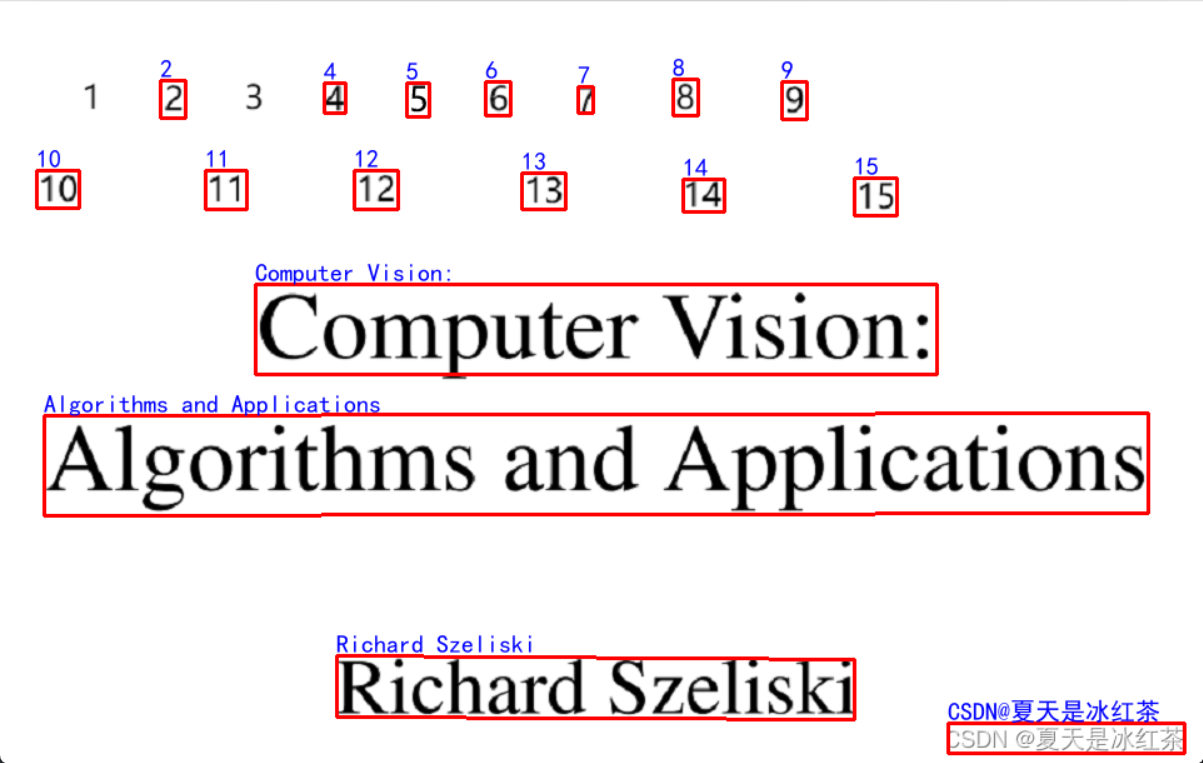 2 4 5 6 7 8 9
1 2 3 4 5 6 7 8 9
10 11 12 13 14 15
10 11 12 13 14 15
Computer Vision:
Computer Vision:
Algorithms and Applications
Algorithms and Applications
Richard Szeliski
Richard Szeliski
CSDN@夏天是冰红茶
CSDN @夏天是冰红茶